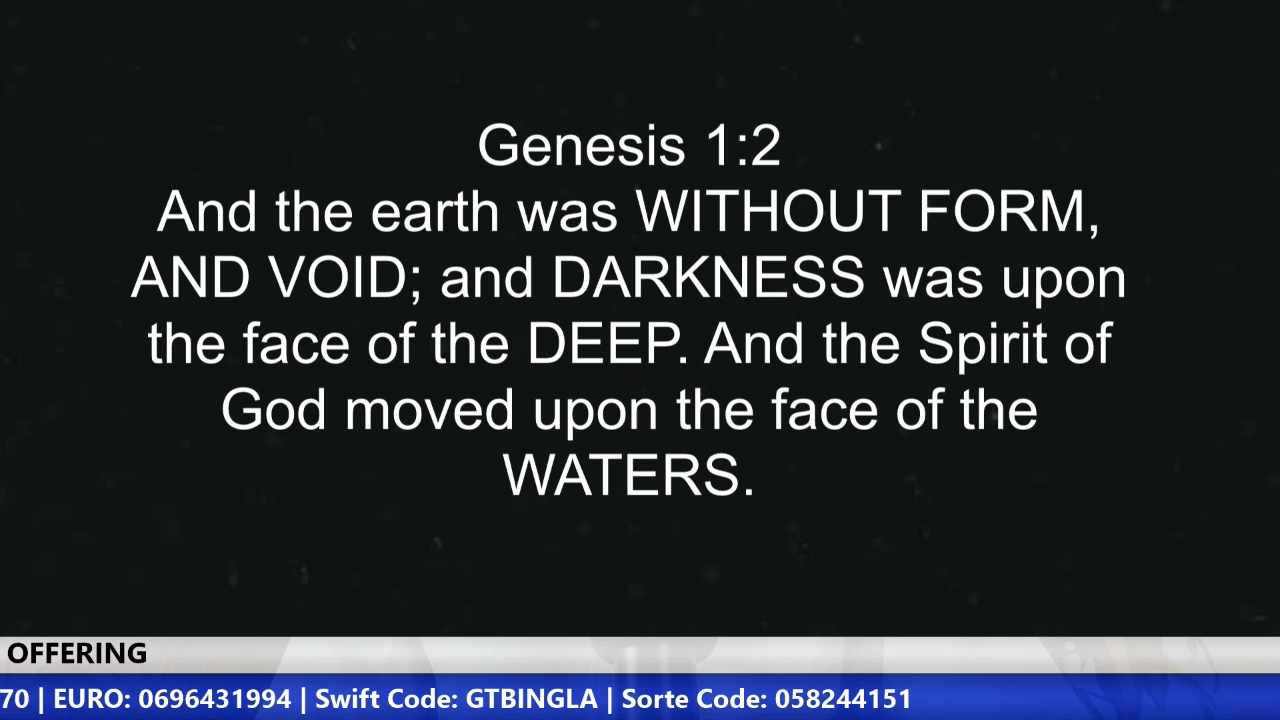 Genesis 1:2
And the earth was WITHOUT FORM,
AND VOID; and DARKNESS was upon
the face of the DEEP. And the Spirit of
God moved upon the face of the
WATERS.
OFFERING
70 | EURO: 0696431994 | Swift Code: GTBINGLA | Sorte Code: 058244151